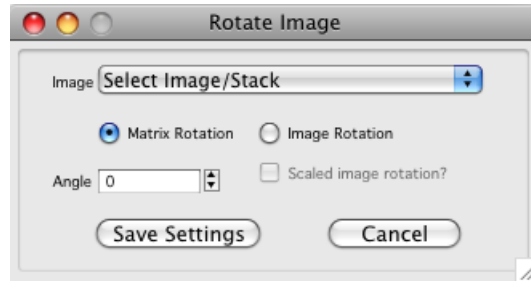 Rotate Image
Image Select Image/Stack
Matrix Rotation Image Rotation
Angle 0 Scaled image rotation?
Save Settings Cancel